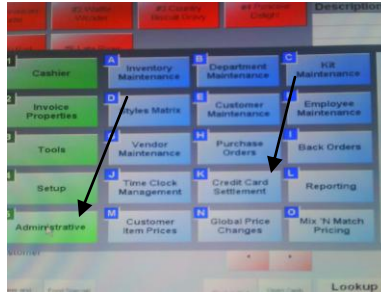 Description
1
Cashier
A
Inventory
Maintenance
B
Department
Maintenance
C
Kit
Maintenance
2
Invoice
Properties
D
Styles Matrix
E
Customer
Maintenance
Employee
Maintenance
Tools
Vendor
Maintenance
H
Purchase
Orders
I
Back Orders
Setup
J
Time Clock
Management
K
Credit Card
Settlement
L
Reporting
Administrative
M
Customer
Item Prices
N
Global Price
Changes
O
Mix 'N Match
Pricing
Lookup